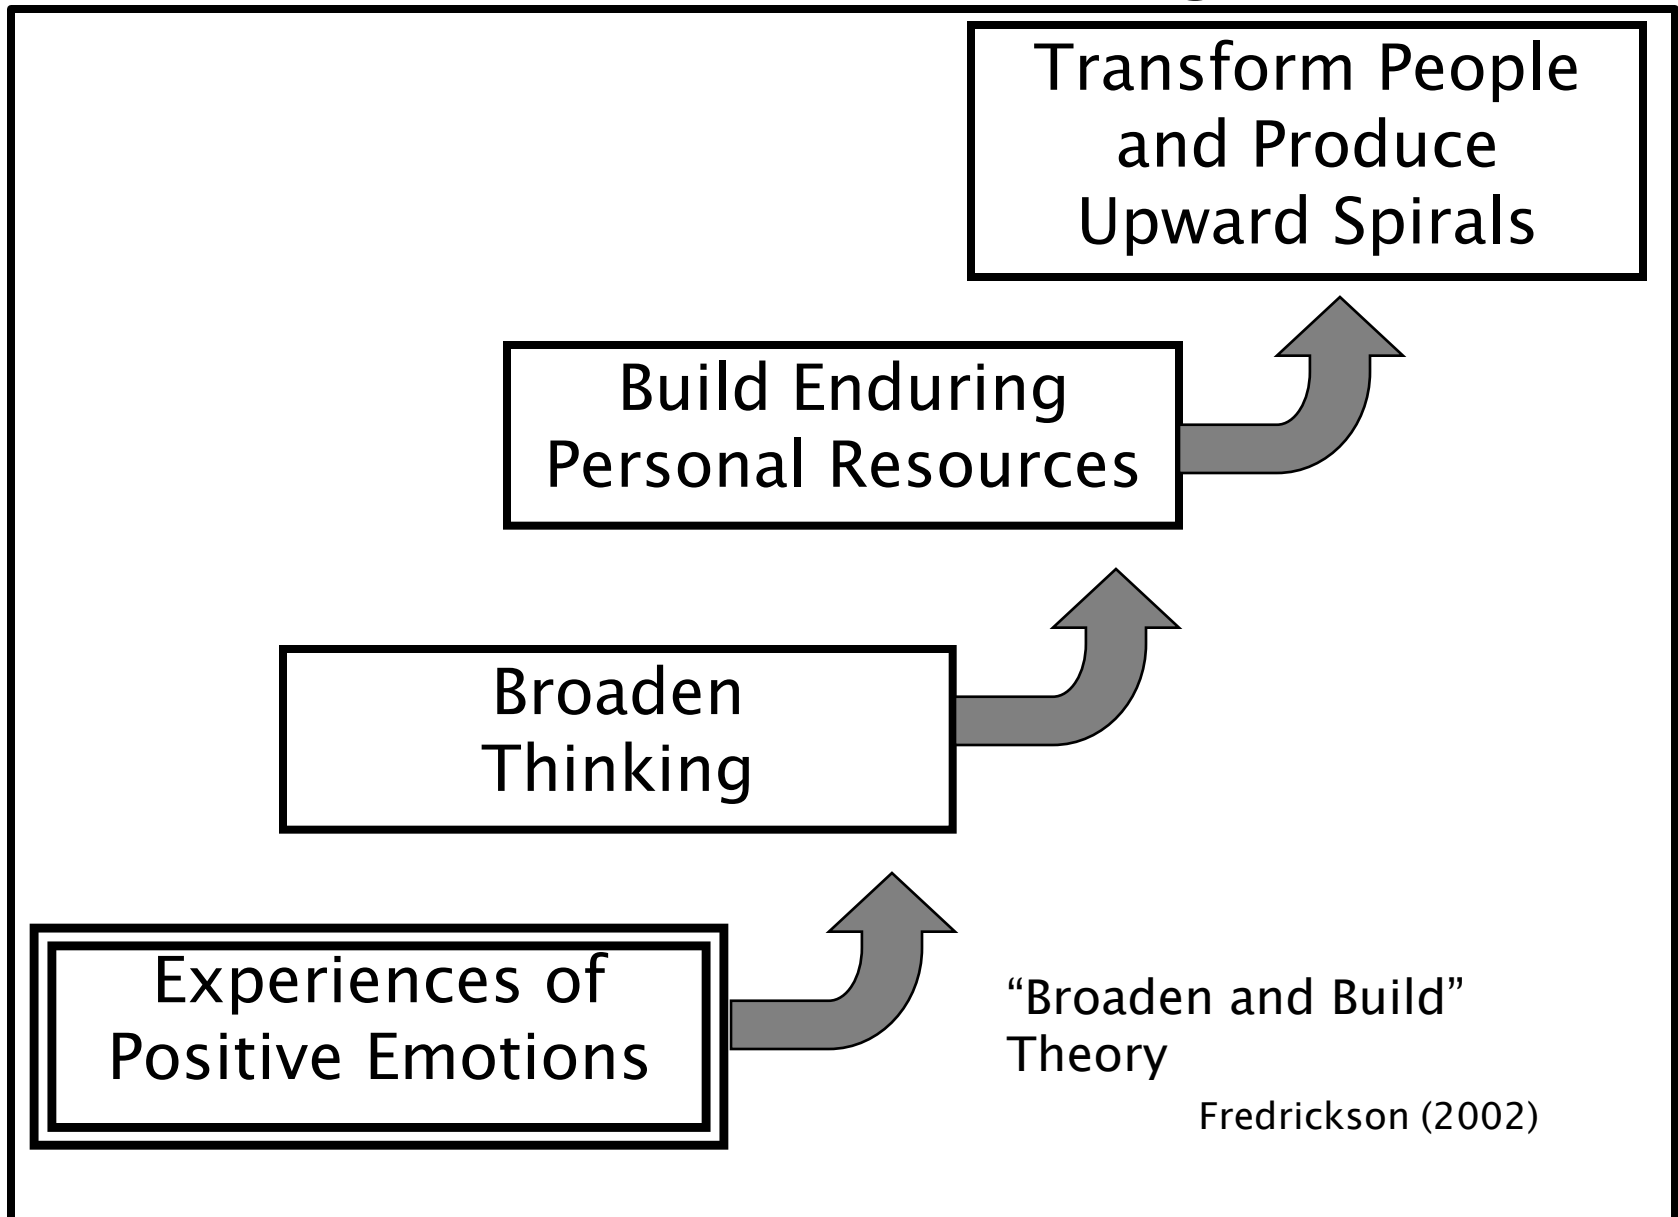 Transform People
and Produce
Upward Spirals
Build Enduring
Personal Resources
Broaden
Thinking
Experiences of
Positive Emotions
“Broaden and Build”
Theory
Fredrickson (2002)